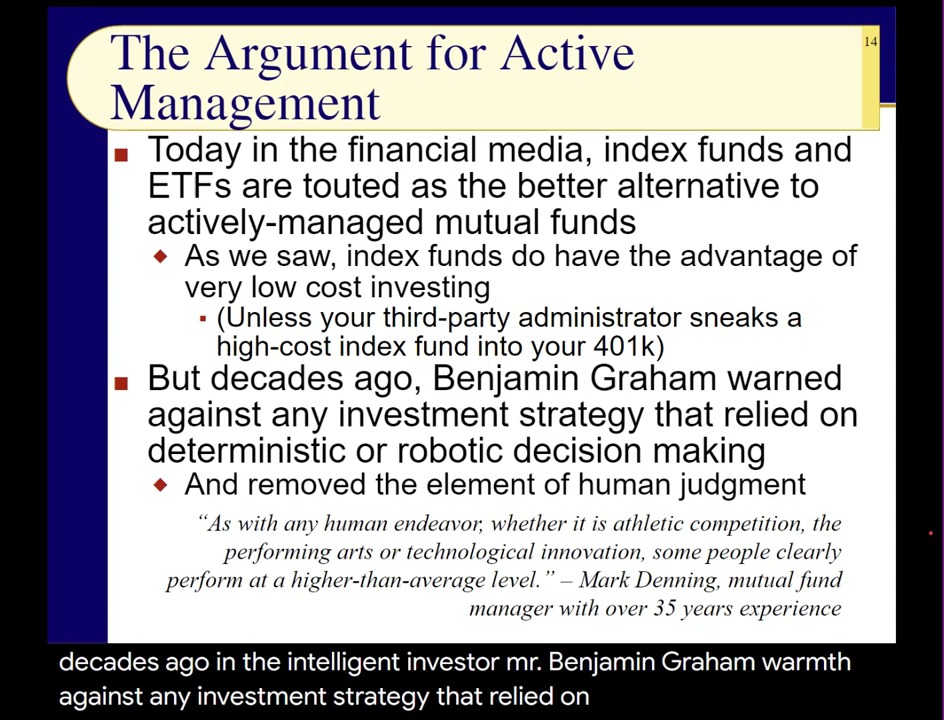 14
The Argument for Active
Management
Today in the financial media, index funds and
ETFs are touted as the better alternative to
actively-managed mutual funds
As we saw, index funds do have the advantage of
very low cost investing
(Unless your third-party administrator sneaks a
high-cost index fund into your 401k)
But decades ago, Benjamin Graham warned
against any investment strategy that relied on
deterministic or robotic decision making
And removed the element of human judgment
“As with any human endeavor, whether it is athletic competition, the
performing arts or technological innovation, some people clearly
perform at a higher-than-average level.” – Mark Denning, mutual fund
manager with over 35 years experience
decades ago in the intelligent investor mr. Benjamin Graham warmth
against any investment strategy that relied on